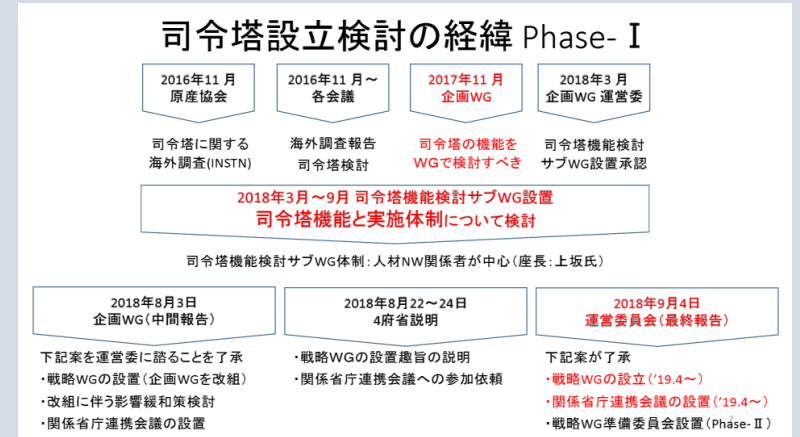 司令塔設立検討の経緯 Phase-Ⅰ
2016年11月
原産協会
2016年11月～
各会議
2017年11月
企画WG
2018年3月
企画WG 運営委
司令塔に関する
海外調査(INSTN)
海外調査報告
司令塔検討
司令塔の機能を
WGで検討すべき
司令塔機能検討
サブWG設置承認
2018年3月～9月 司令塔機能検討サブWG設置
司令塔機能と実施体制について検討
司令塔機能検討サブWG体制：人材NW関係者が中心（座長：上坂氏）
2018年8月3日
企画WG（中間報告）
下記案を運営委に諮ることを了承
・戦略WGの設置（企画WGを改組）
・改組に伴う影響緩和策検討
・関係省庁連携会議の設置
2018年8月22～24日
4府省説明
・戦略WGの設置趣旨の説明
・関係省庁連携会議への参加依頼
2018年9月4日
運営委員会（最終報告）
下記案が了承
・戦略WGの設立（’19.4～）
・関係省庁連携会議の設置（’19.4～）
・戦略WG準備委員会設置（Phase-Ⅱ）
7